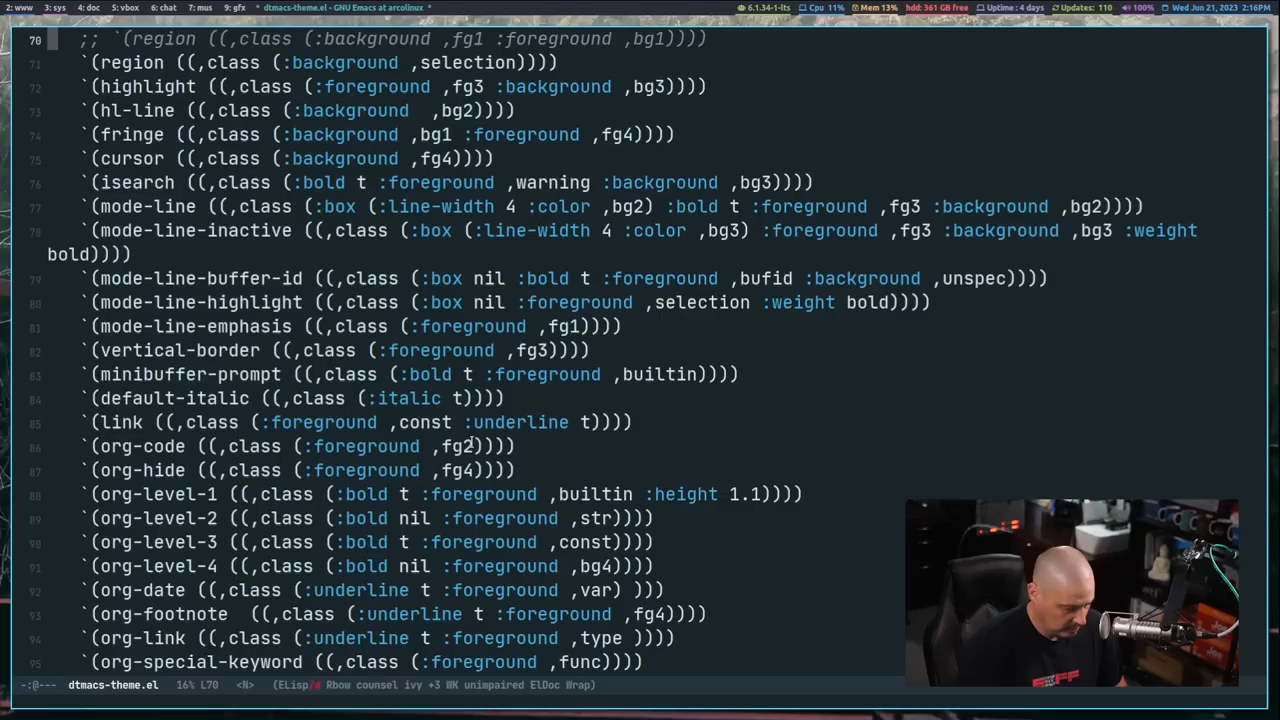 2: www 3: sys 4: doc 5: vbox 6: chat 7: mus 9: gfx * dtmacs-theme.el - GNU Emacs at arcolinux 6.1.34-1-lts Cpu 11% Mem 13% hdd: 361 GB free Uptime : 4 days Updates: 110 100% Wed Jun 21, 2023 2:16PM
70 ;; `(region ((,class (:background ,fg1 :foreground ,bg1))))
71 `(region ((,class (:background ,selection))))
72 `(highlight ((,class (:foreground ,fg3 :background ,bg3))))
73 `(hl-line ((,class (:background  ,bg2))))
74 `(fringe ((,class (:background ,bg1 :foreground ,fg4))))
75 `(cursor ((,class (:background ,fg4))))
76 `(isearch ((,class (:bold t :foreground ,warning :background ,bg3))))
77 `(mode-line ((,class (:box (:line-width 4 :color ,bg2) :bold t :foreground ,fg3 :background ,bg2))))
78 `(mode-line-inactive ((,class (:box (:line-width 4 :color ,bg3) :foreground ,fg3 :background ,bg3 :weight
bold))))
79 `(mode-line-buffer-id ((,class (:box nil :bold t :foreground ,bufid :background ,unspec))))
80 `(mode-line-highlight ((,class (:box nil :foreground ,selection :weight bold))))
81 `(mode-line-emphasis ((,class (:foreground ,fg1))))
82 `(vertical-border ((,class (:foreground ,fg3))))
83 `(minibuffer-prompt ((,class (:bold t :foreground ,builtin))))
84 `(default-italic ((,class (:italic t))))
85 `(link ((,class (:foreground ,const :underline t))))
86 `(org-code ((,class (:foreground ,fg2))))
87 `(org-hide ((,class (:foreground ,fg4))))
88 `(org-level-1 ((,class (:bold t :foreground ,builtin :height 1.1))))
89 `(org-level-2 ((,class (:bold nil :foreground ,str))))
90 `(org-level-3 ((,class (:bold t :foreground ,const))))
91 `(org-level-4 ((,class (:bold nil :foreground ,bg4))))
92 `(org-date ((,class (:underline t :foreground ,var) )))
93 `(org-footnote  ((,class (:underline t :foreground ,fg4))))
94 `(org-link ((,class (:underline t :foreground ,type ))))
95 `(org-special-keyword ((,class (:foreground ,func))))
-:@--- dtmacs-theme.el 16% L70 <N> (ELisp/d Rbow counsel ivy +3 WK unimpaired ElDoc Wrap)